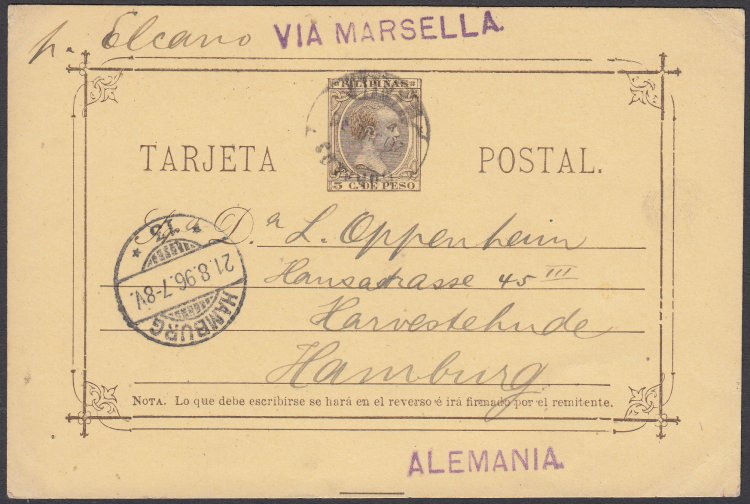 p. Elcano VIA MARSELLA.
FILIPINAS
TARJETA POSTAL.
5 C. DE PESO
Sr. D.a L. Oppenheim
Hansastrasse 45 III
Harvestehude
Hamburg
* 13 *
21.8.96.7-8V.
HAMBURG
NOTA. Lo que debe escribirse se hará en el reverso é irá firmado por el remitente.
ALEMANIA.